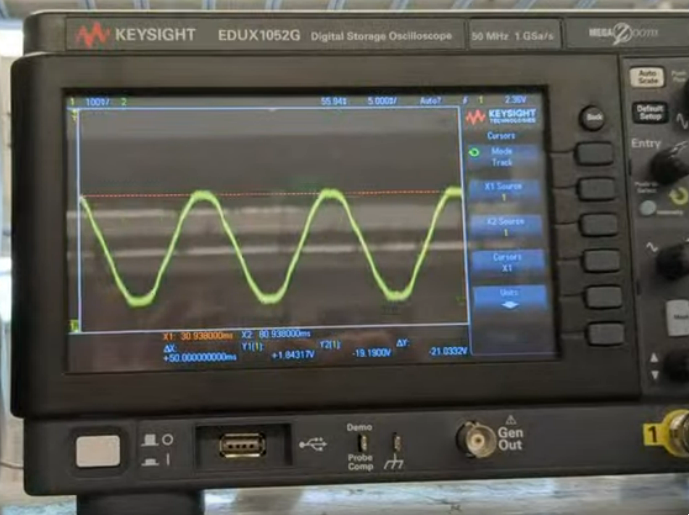 KEYSIGHT EDUX1052G Digital Storage Oscilloscope 50 MHz 1 GSa/s MEGA Zoom
1 100V/ 2 5.000s/ Auto? 1 2.36V
KEYSIGHT
TECHNOLOGIES
Cursors
Mode
Track
X1 Source
1
X2 Source
1
Cursors
X1
Units
X1: 30.938000ms X2: 80.938000ms
ΔX: +50.000000000ms Y1(1): +1.84317V Y2(1): -19.1900V ΔY: -21.0332V
Back
Auto
Scale
Default
Setup
Entry
Demo
Probe
Comp
Gen
Out
1